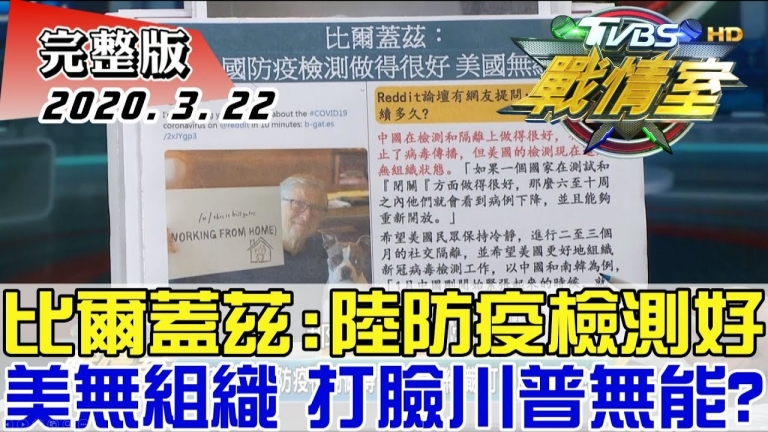 完整版
2020.3.22
TVBS HD
戰情室
比爾蓋茲：
國防疫檢測做得很好 美國無
about the #COVID19
coronavirus on @reddit in 10 minutes: b-gat.es
/2xJYgp3
(WORKING FROM HOME)
Reddit論壇有網友提問
續多久？
中國在檢測和隔離上做得很好，
止了病毒傳播，但美國的檢測現在
無組織狀態。「如果一個國家在測試和
『閉關』方面做得很好，那麼六至十周
之內他們就會看到病例下降，並且能夠
重新開放。」
希望美國民眾保持冷靜，進行二至三個
月的社交隔離，並希望美國更好地組織
新冠病毒檢測工作，以中國和南韓為例，
比爾蓋茲:陸防疫檢測好
美無組織 打臉川普無能?